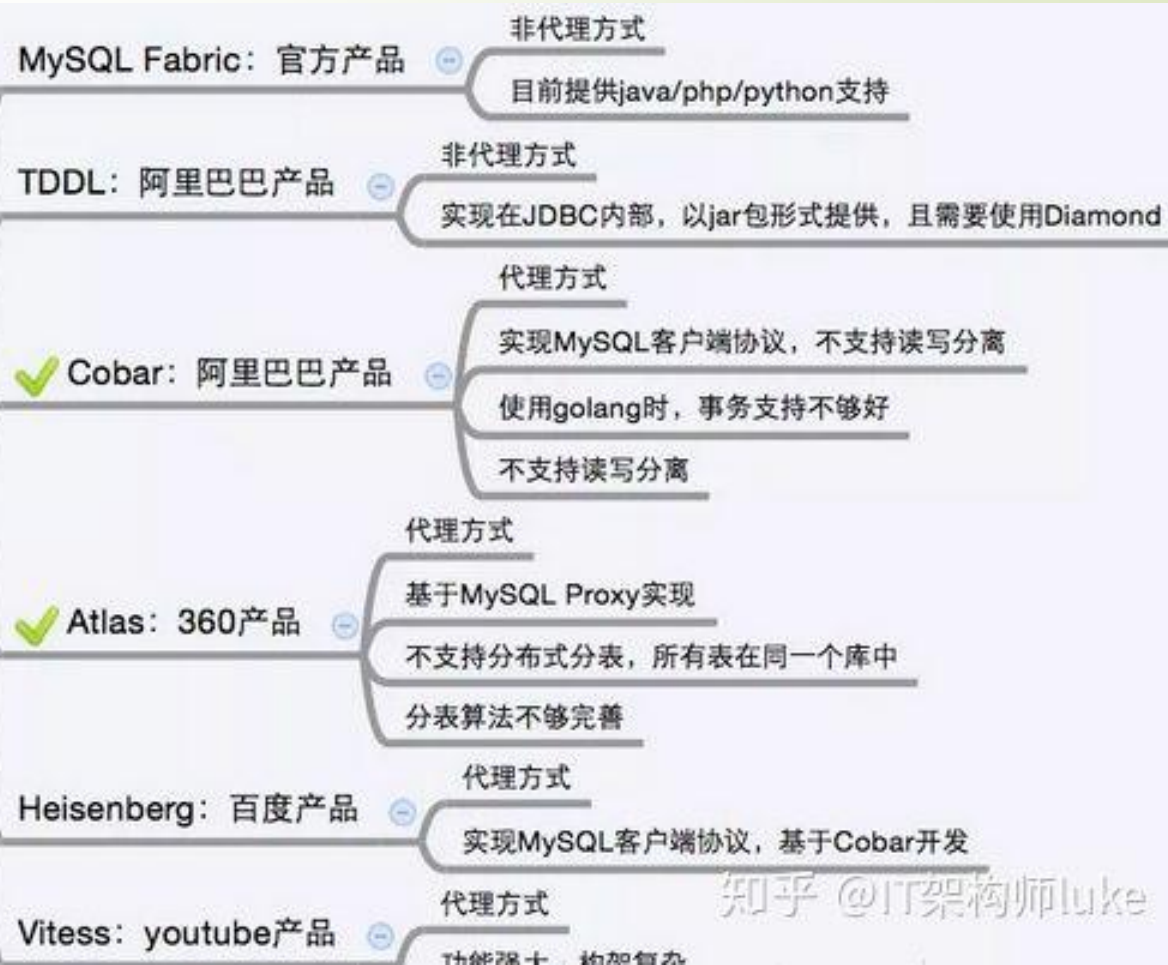 非代理方式
MySQL Fabric：官方产品
目前提供java/php/python支持
非代理方式
TDDL：阿里巴巴产品
实现在JDBC内部，以jar包形式提供，且需要使用Diamond
代理方式
实现MySQL客户端协议，不支持读写分离
Cobar：阿里巴巴产品
使用golang时，事务支持不够好
不支持读写分离
代理方式
基于MySQL Proxy实现
Atlas：360产品
不支持分布式分表，所有表在同一个库中
分表算法不够完善
代理方式
Heisenberg：百度产品
实现MySQL客户端协议，基于Cobar开发
知乎 @IT架构师luke
代理方式
Vitess：youtube产品
功能强大，构架复杂